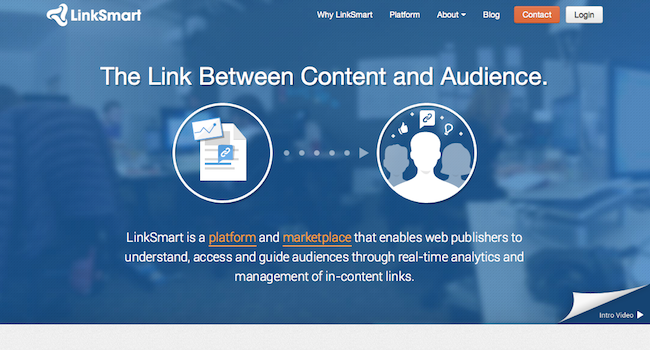 LinkSmart
Why LinkSmart Platform About Blog Contact Login
The Link Between Content and Audience.
LinkSmart is a platform and marketplace that enables web publishers to
understand, access and guide audiences through real-time analytics and
management of in-content links.
Intro Video